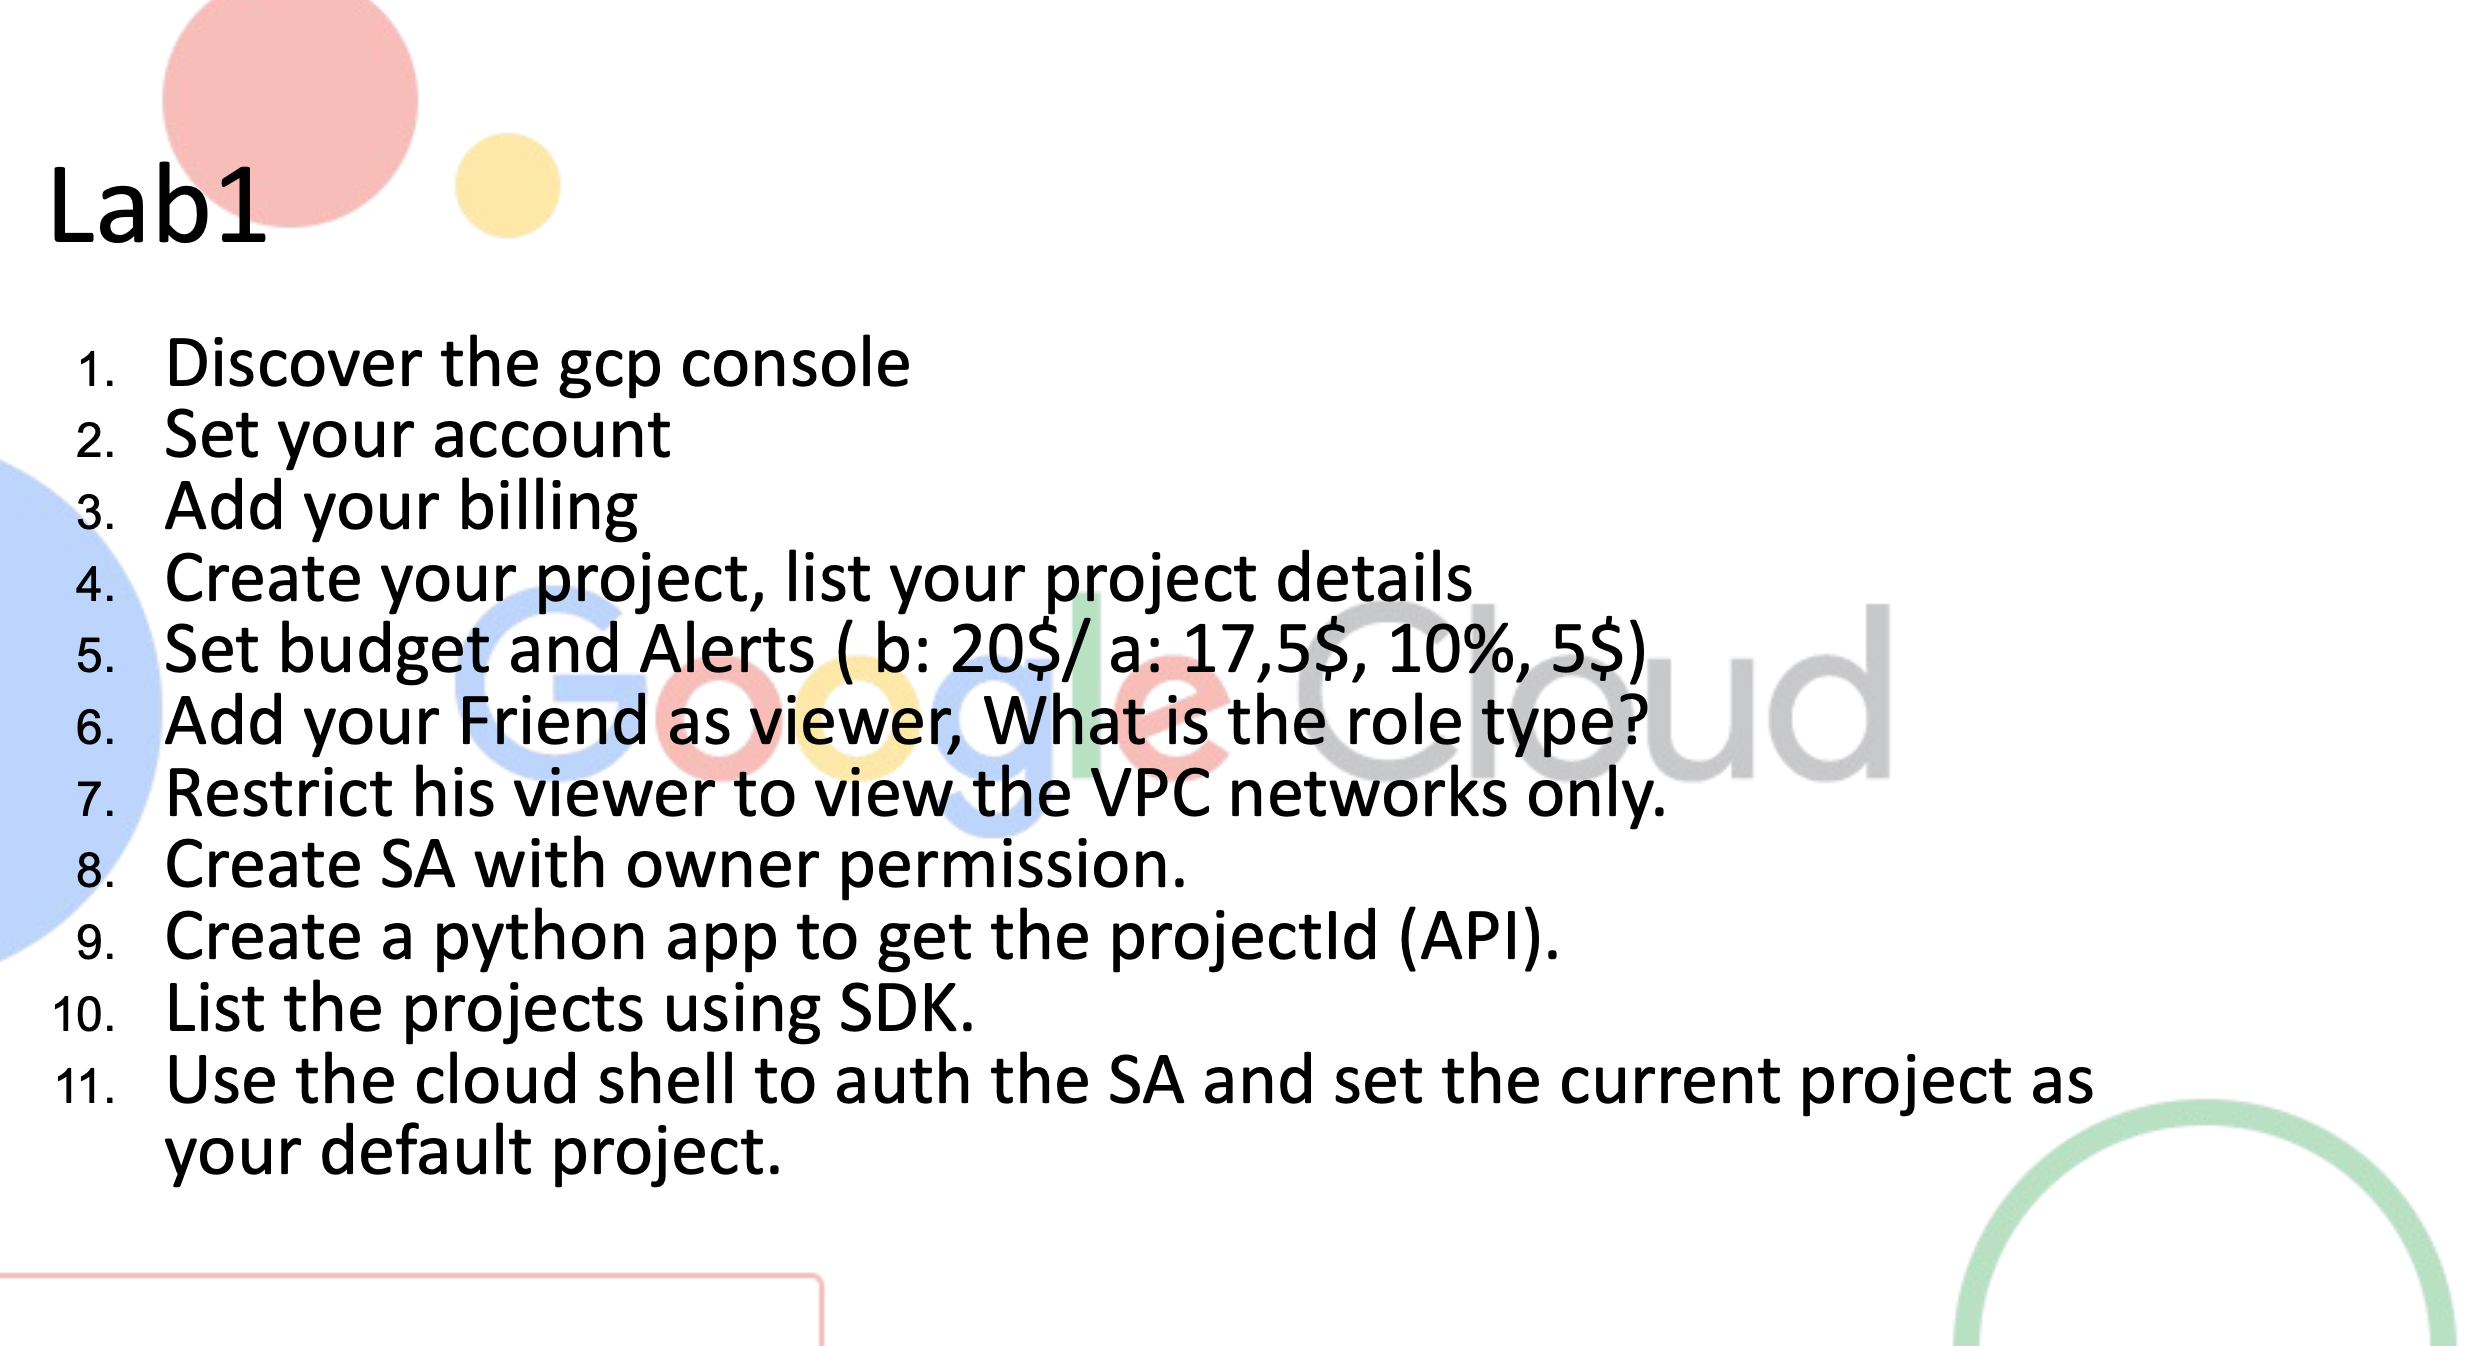 Lab1
1. Discover the gcp console
2. Set your account
3. Add your billing
4. Create your project, list your project details
5. Set budget and Alerts ( b: 20$/ a: 17,5$, 10%, 5$)
6. Add your Friend as viewer, What is the role type?
7. Restrict his viewer to view the VPC networks only.
8. Create SA with owner permission.
9. Create a python app to get the projectId (API).
10. List the projects using SDK.
11. Use the cloud shell to auth the SA and set the current project as
your default project.
Google Cloud